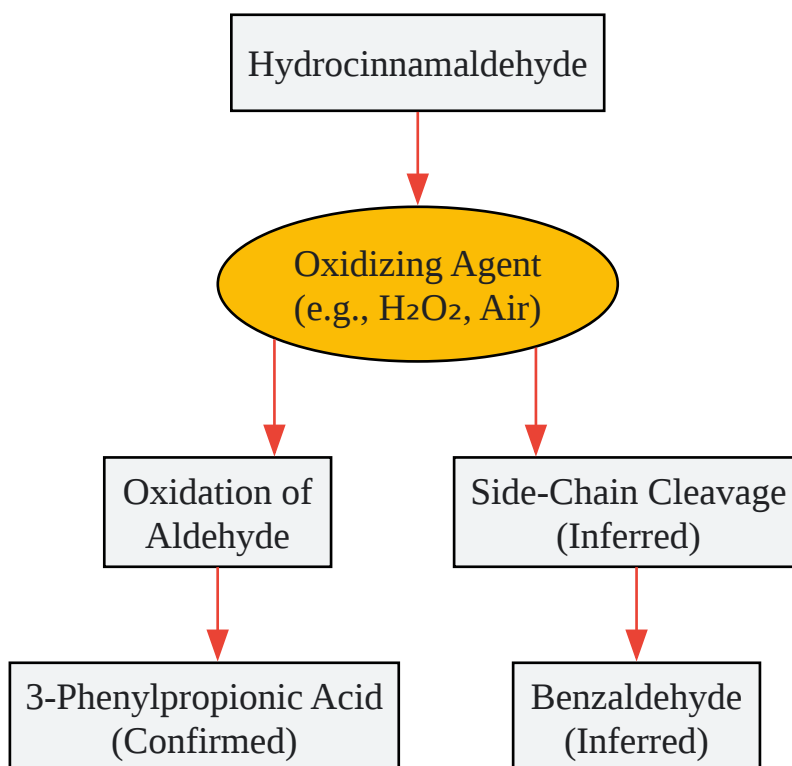 Hydrocinnamaldehyde
Oxidizing Agent
(e.g., H₂O₂, Air)
Oxidation of
Aldehyde
Side-Chain Cleavage
(Inferred)
3-Phenylpropionic Acid
(Confirmed)
Benzaldehyde
(Inferred)